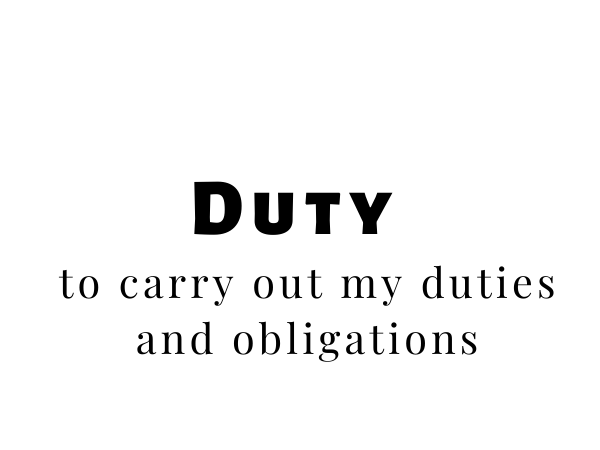 Duty
to carry out my duties
and obligations